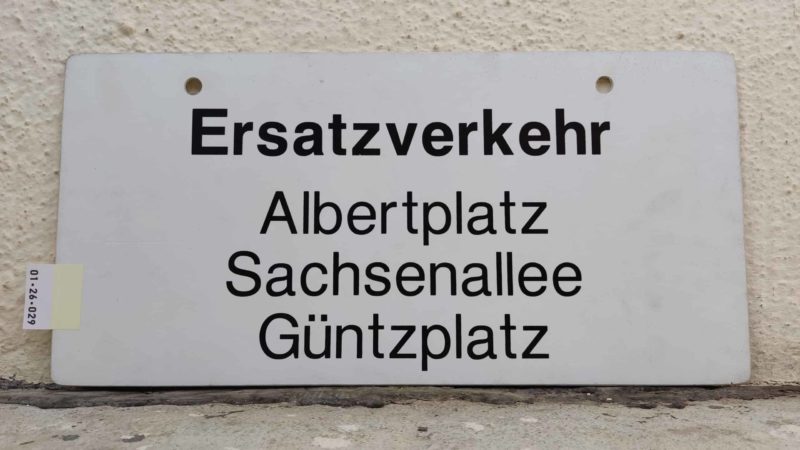 Ersatzverkehr
Albertplatz
Sachsenallee
Güntzplatz
01-26-029